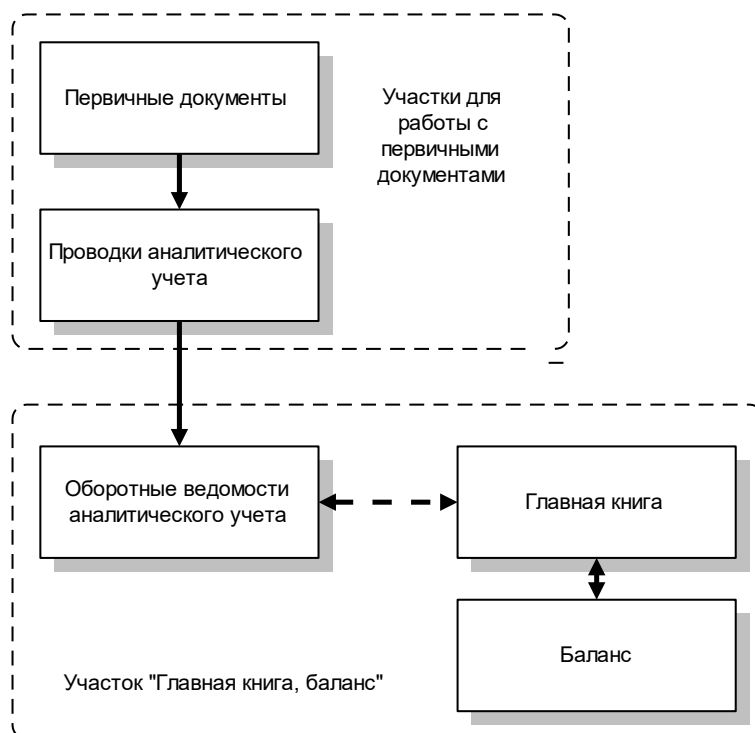 Первичные документы
Участки для
работы с
первичными
документами
Проводки аналитического
учета
Оборотные ведомости
аналитического учета
Главная книга
Баланс
Участок "Главная книга, баланс"